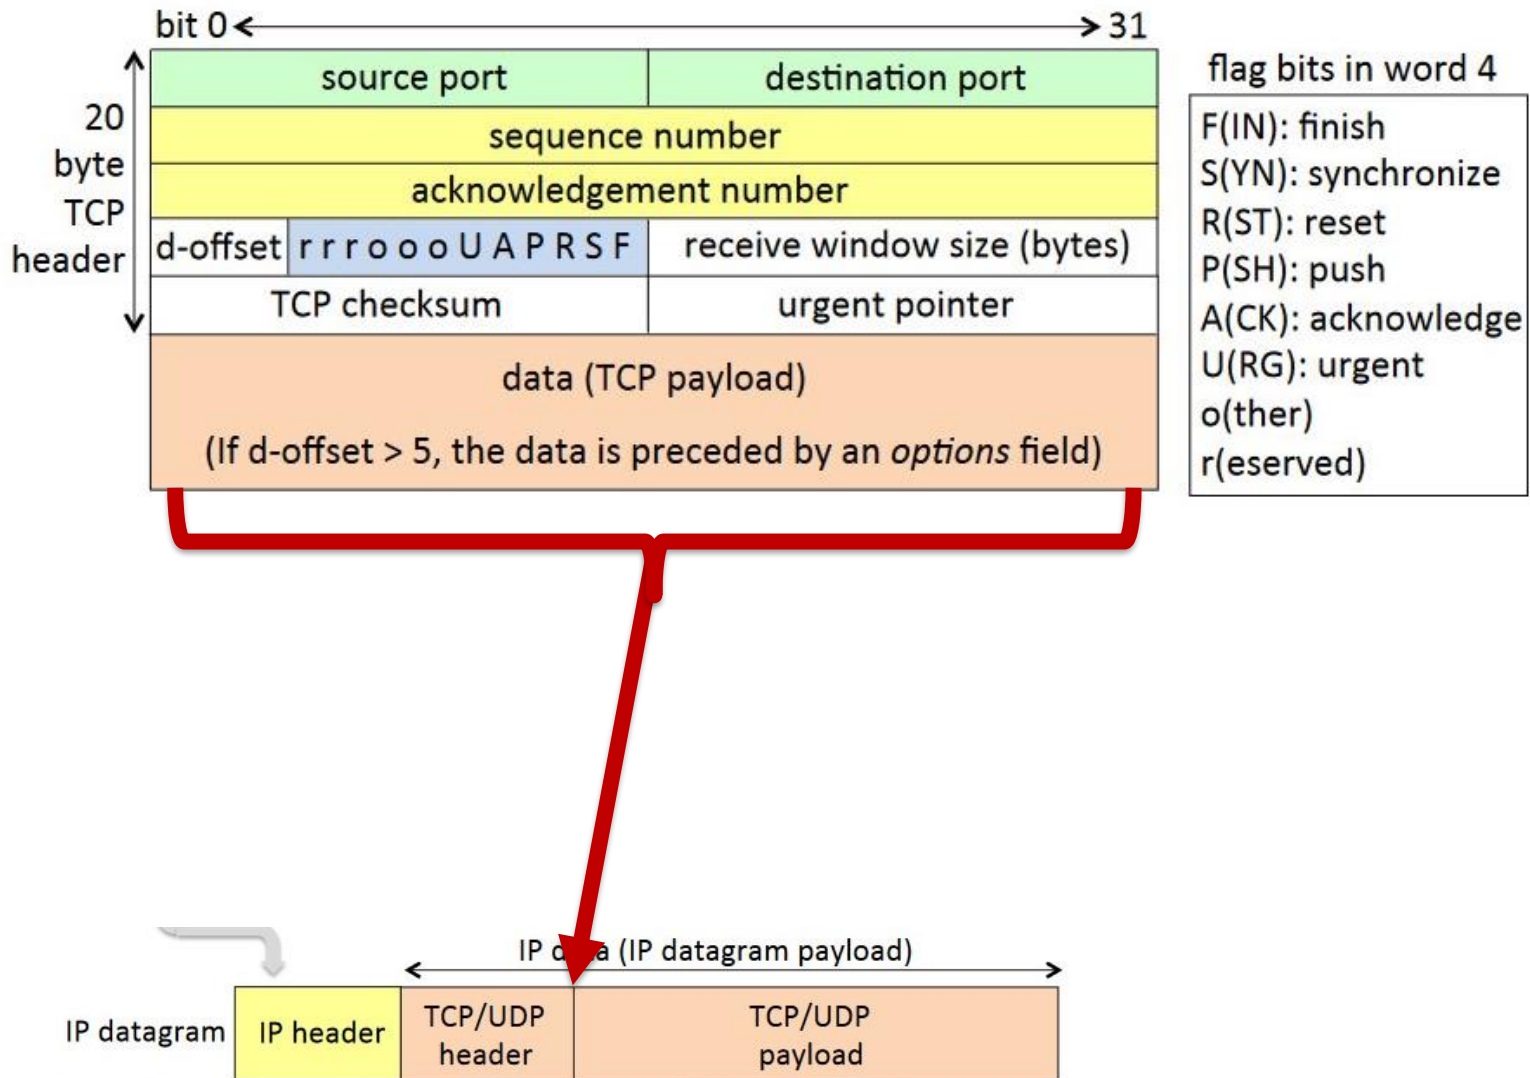 bit 0
31
source port
destination port
sequence number
acknowledgement number
d-offset
r r r o o o U A P R S F
receive window size (bytes)
TCP checksum
urgent pointer
data (TCP payload)
(If d-offset > 5, the data is preceded by an options field)
20
byte
TCP
header
flag bits in word 4
F(IN): finish
S(YN): synchronize
R(ST): reset
P(SH): push
A(CK): acknowledge
U(RG): urgent
o(ther)
r(eserved)
IP data (IP datagram payload)
IP datagram
IP header
TCP/UDP
header
TCP/UDP
payload